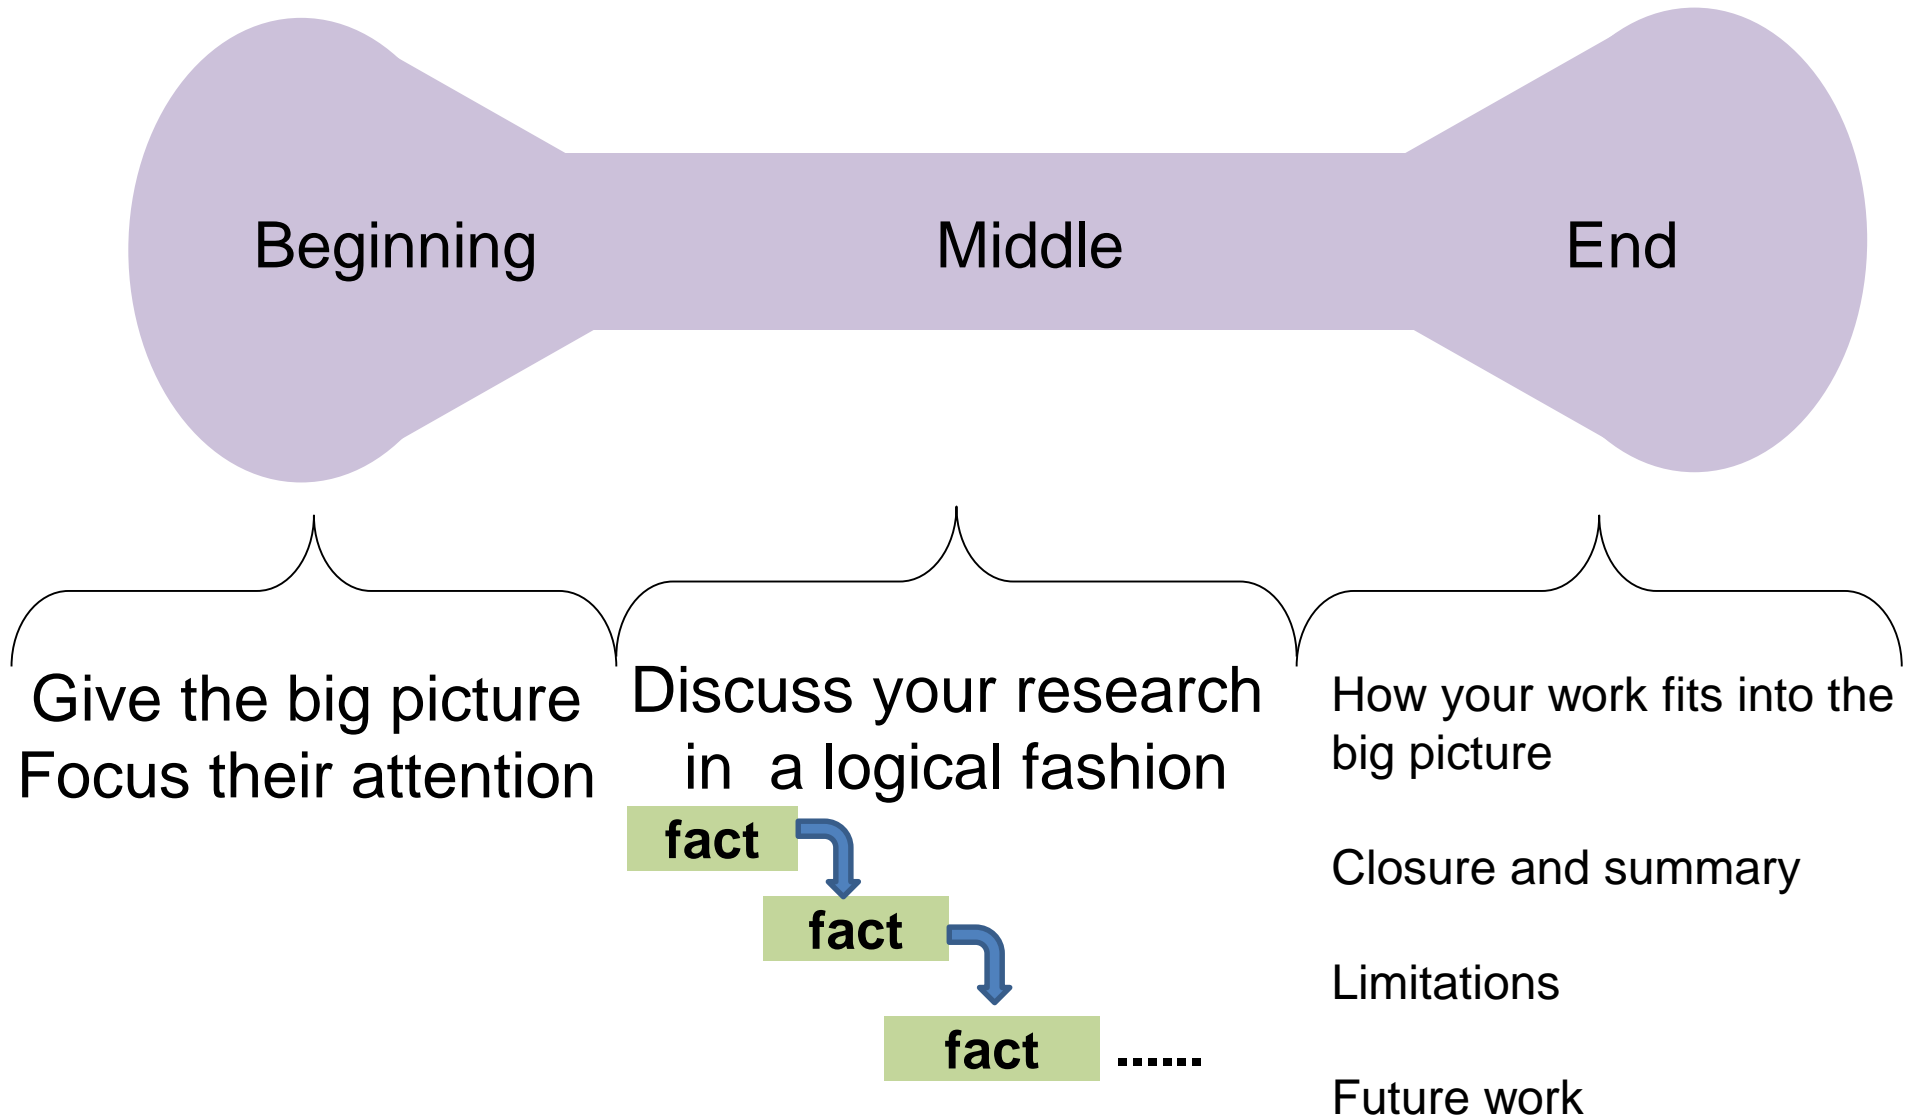 Beginning
Middle
End
Give the big picture
Focus their attention
Discuss your research
in a logical fashion
fact
fact
fact .......
How your work fits into the
big picture
Closure and summary
Limitations
Future work